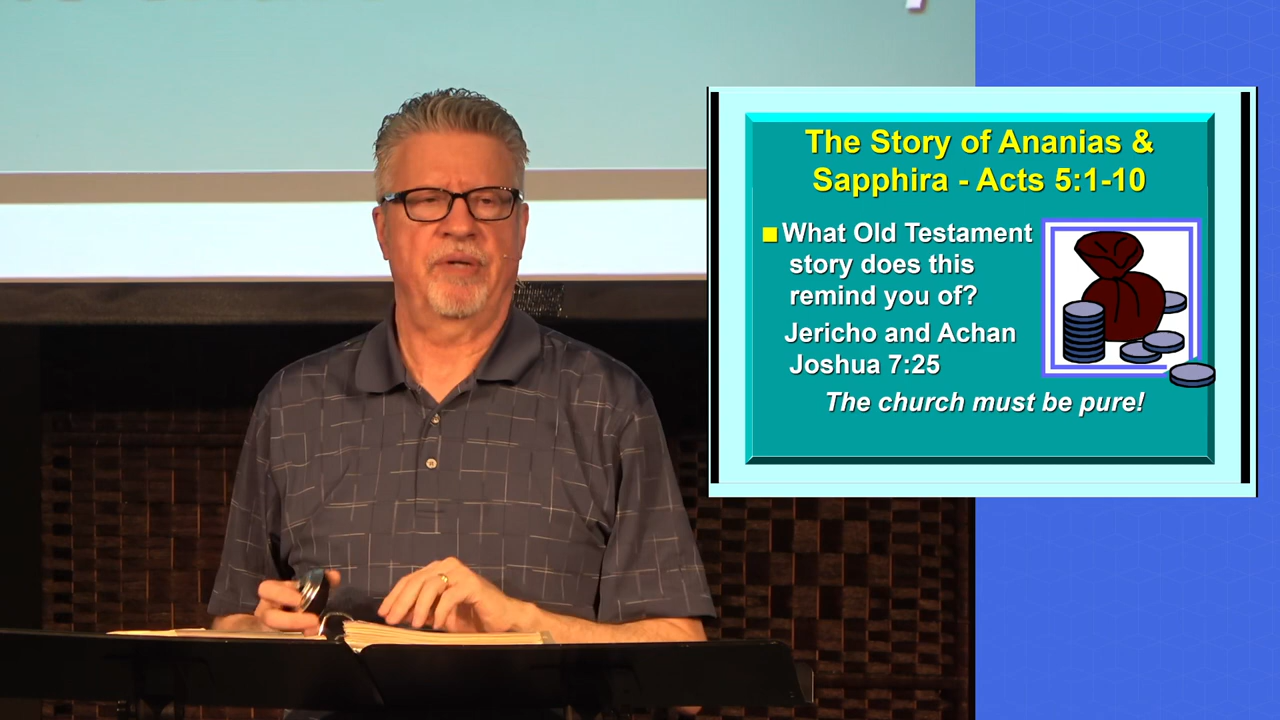 The Story of Ananias &
Sapphira - Acts 5:1-10
What Old Testament
story does this
remind you of?
Jericho and Achan
Joshua 7:25
The church must be pure!